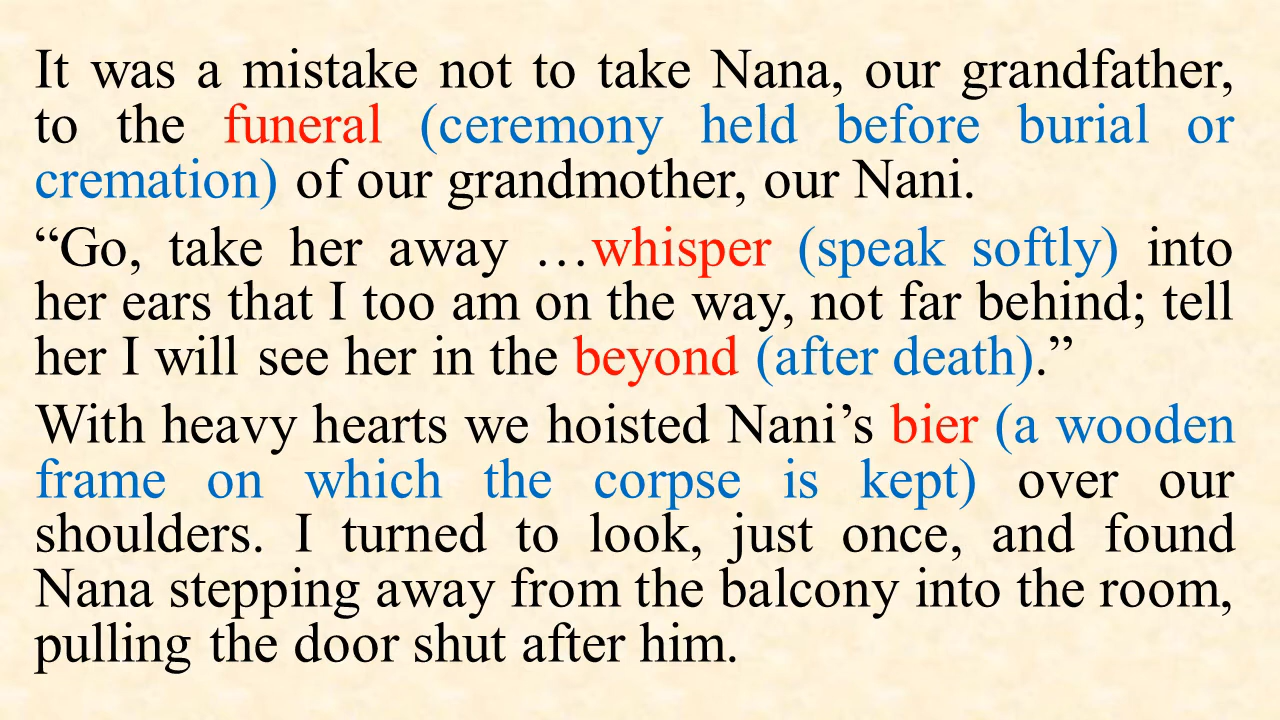 It was a mistake not to take Nana, our grandfather,
to the funeral (ceremony held before burial or
cremation) of our grandmother, our Nani.
“Go, take her away …whisper (speak softly) into
her ears that I too am on the way, not far behind; tell
her I will see her in the beyond (after death).”
With heavy hearts we hoisted Nani’s bier (a wooden
frame on which the corpse is kept) over our
shoulders. I turned to look, just once, and found
Nana stepping away from the balcony into the room,
pulling the door shut after him.